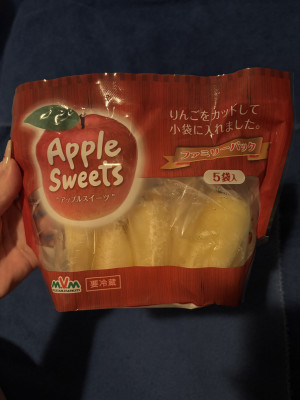 りんごをカットして
小袋に入れました。
ファミリーパック
5袋入
Apple
Sweets
~アップルスイーツ~
MVM
要冷蔵